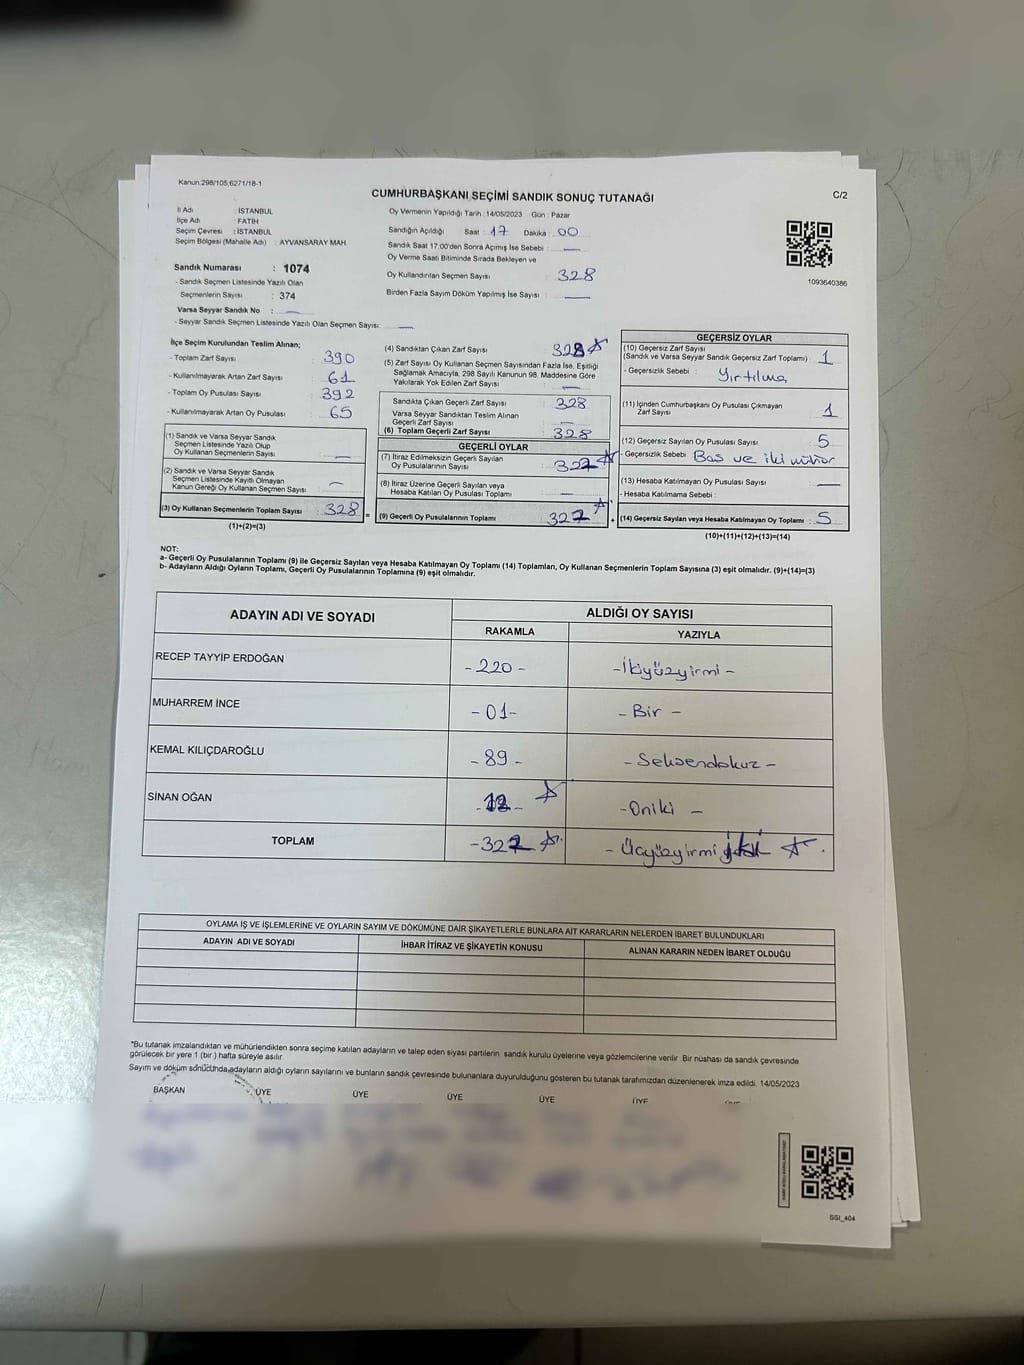 Kanun:298/105;6271/18-1
CUMHURBAŞKANI SEÇİMİ SANDIK SONUÇ TUTANAĞI
C/2
İl Adı : İSTANBUL
İlçe Adı : FATİH
Seçim Çevresi : İSTANBUL
Seçim Bölgesi (Mahalle Adı) : AYVANSARAY MAH.
Sandık Numarası : 1074
- Sandık Seçmen Listesinde Yazılı Olan
Seçmenlerin Sayısı : 374
Varsa Seyyar Sandık No :
- Seyyar Sandık Seçmen Listesinde Yazılı Olan Seçmen Sayısı:
Oy Vermenin Yapıldığı Tarih : 14/05/2023 Gün : Pazar
Sandığın Açıldığı Saat : 17 Dakika : 00
Sandık Saat 17:00'den Sonra Açımış İse Sebebi :
Oy Verme Saati Bitiminde Sırada Bekleyen ve
Oy Kullandırılan Seçmen Sayısı : 328
Birden Fazla Sayım Döküm Yapılmış İse Sayısı :
1093640386
İlçe Seçim Kurulundan Teslim Alınan;
- Toplam Zarf Sayısı : 390
- Kullanılmayarak Artan Zarf Sayısı : 61
- Toplam Oy Pusulası Sayısı : 392
- Kullanılmayarak Artan Oy Pusulası : 65
(1) Sandık ve Varsa Seyyar Sandık
Seçmen Listesinde Yazılı Olup
Oy Kullanan Seçmenlerin Sayısı :
(2) Sandık ve Varsa Seyyar Sandık
Seçmen Listesinde Kayıtlı Olmayan
Kanun Gereği Oy Kullanan Seçmen Sayısı :
(3) Oy Kullanan Seçmenlerin Toplam Sayısı : 328
(1)+(2)=(3)
(4) Sandıktan Çıkan Zarf Sayısı : 328
(5) Zarf Sayısı Oy Kullanan Seçmen Sayısından Fazla İse, Eşitliği
Sağlamak Amacıyla, 298 Sayılı Kanunun 98. Maddesine Göre
Yakılarak Yok Edilen Zarf Sayısı :
Sandıkta Çıkan Geçerli Zarf Sayısı : 328
Varsa Seyyar Sandıktan Teslim Alınan
Geçerli Zarf Sayısı :
(6) Toplam Geçerli Zarf Sayısı : 328
GEÇERLİ OYLAR
(7) İtiraz Edilmeksizin Geçerli Sayılan
Oy Pusulalarının Sayısı : 322
(8) İtiraz Üzerine Geçerli Sayılan veya
Hesaba Katılan Oy Pusulası Toplamı :
= (9) Geçerli Oy Pusulalarının Toplamı : 322
GEÇERSİZ OYLAR
(10) Geçersiz Zarf Sayısı
(Sandık ve Varsa Seyyar Sandık Geçersiz Zarf Toplamı) : 1
- Geçersizlik Sebebi : Yırtılma
(11) İçinden Cumhurbaşkanı Oy Pusulası Çıkmayan
Zarf Sayısı : 1
(12) Geçersiz Sayılan Oy Pusulası Sayısı : 5
- Geçersizlik Sebebi : Bos ve iki mühür
(13) Hesaba Katılmayan Oy Pusulası Sayısı :
- Hesaba Katılmama Sebebi :
+ (14) Geçersiz Sayılan veya Hesaba Katılmayan Oy Toplamı : 5
(10)+(11)+(12)+(13)=(14)
NOT:
a- Geçerli Oy Pusulalarının Toplamı (9) ile Geçersiz Sayılan veya Hesaba Katılmayan Oy Toplamı (14) Toplamları, Oy Kullanan Seçmenlerin Toplam Sayısına (3) eşit olmalıdır. (9)+(14)=(3)
b- Adayların Aldığı Oyların Toplamı, Geçerli Oy Pusulalarının Toplamına (9) eşit olmalıdır.
ADAYIN ADI VE SOYADI ALDIĞI OY SAYISI
RAKAMLA YAZIYLA
RECEP TAYYİP ERDOĞAN -220- -İkiyüzyirmi-
MUHARREM İNCE -01- -Bir-
KEMAL KILIÇDAROĞLU -89- -Seksendokuz-
SİNAN OĞAN -12- -Oniki-
TOPLAM -322 -Üçyüzyirmi iki
OYLAMA İŞ VE İŞLEMLERİNE VE OYLARIN SAYIM VE DÖKÜMÜNE DAİR ŞİKAYETLERLE BUNLARA AİT KARARLARIN NELERDEN İBARET BULUNDUKLARI
ADAYIN ADI VE SOYADI İHBAR İTİRAZ VE ŞİKAYETİN KONUSU ALINAN KARARIN NEDEN İBARET OLDUĞU
*Bu tutanak imzalandıktan ve mühürlendikten sonra seçime katılan adayların ve talep eden siyasi partilerin sandık kurulu üyelerine veya gözlemcilerine verilir. Bir nüshası da sandık çevresinde
görülecek bir yere 1 (bir ) hafta süreyle asılır.
Sayım ve döküm sonucunda adayların aldığı oyların sayılarını ve bunların sandık çevresinde bulunanlara duyurulduğunu gösteren bu tutanak tarafımızdan düzenlenerek imza edildi. 14/05/2023
BAŞKAN ÜYE ÜYE ÜYE ÜYE ÜYE
SSI_404